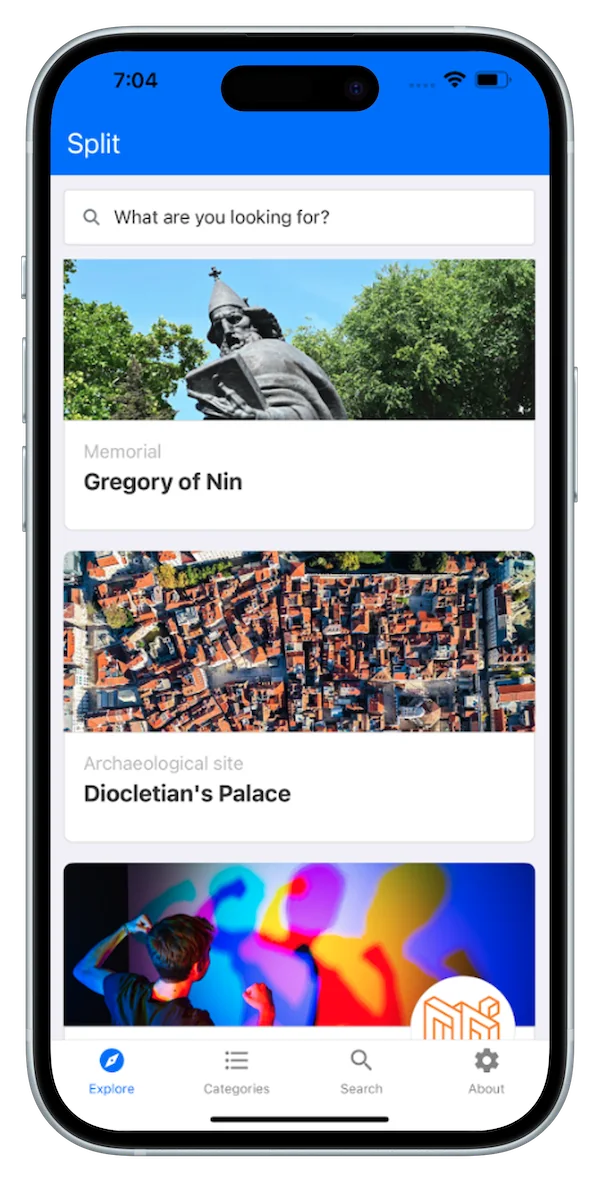 7:04
Split
What are you looking for?
Memorial
Gregory of Nin
Archaeological site
Diocletian's Palace
Explore
Categories
Search
About